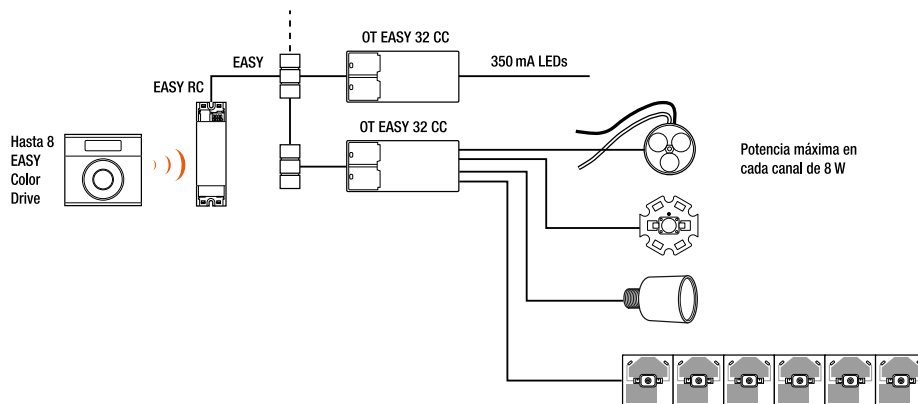 OT EASY 32 CC
EASY
350 mA LEDs
EASY RC
OT EASY 32 CC
Hasta 8
EASY
Color
Drive
Potencia máxima en
cada canal de 8 W